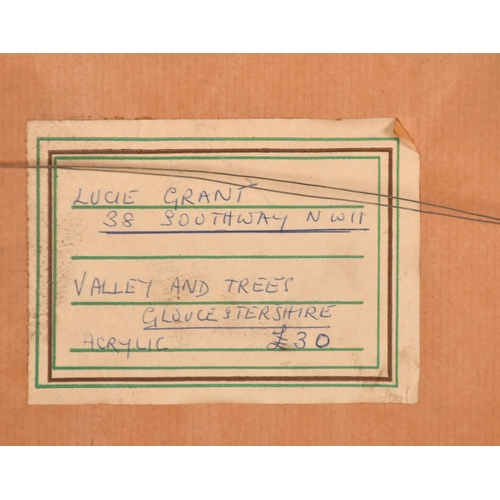 LUCIE GRANT
38 SOUTHWAY NW11
VALLEY AND TREES
GLOUCESTERSHIRE
ACRYLIC £30